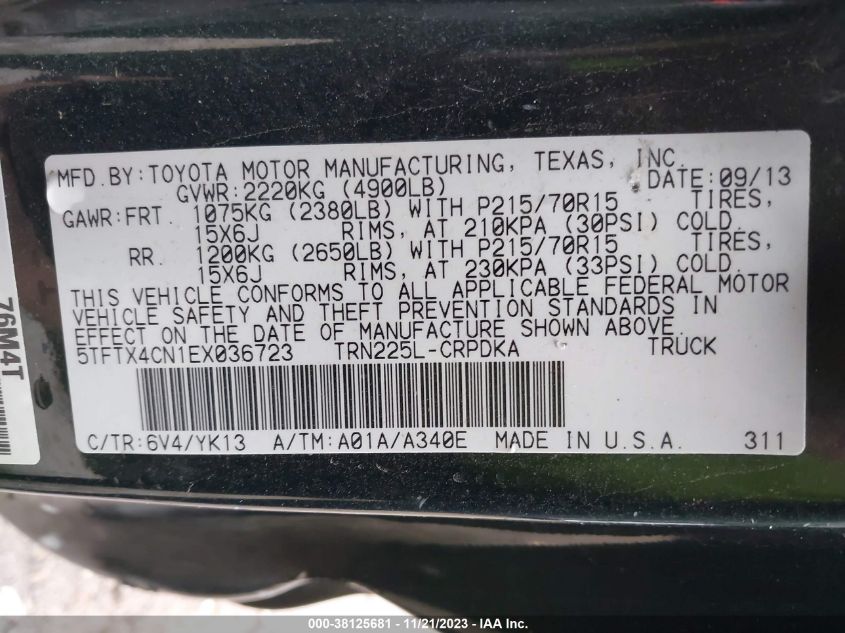 MFD.BY:TOYOTA MOTOR MANUFACTURING, TEXAS, INC.
GVWR:2220KG (4900LB) DATE:09/13
GAWR:FRT. 1075KG (2380LB) WITH P215/70R15 TIRES,
15X6J RIMS, AT 210KPA (30PSI) COLD.
RR. 1200KG (2650LB) WITH P215/70R15 TIRES,
15X6J RIMS, AT 230KPA (33PSI) COLD.
THIS VEHICLE CONFORMS TO ALL APPLICABLE FEDERAL MOTOR
VEHICLE SAFETY AND THEFT PREVENTION STANDARDS IN
EFFECT ON THE DATE OF MANUFACTURE SHOWN ABOVE.
5TFTX4CN1EX036723 TRN225L-CRPDKA TRUCK
C/TR:6V4/YK13 A/TM:A01A/A340E MADE IN U.S.A. 311
76M4T
000-38125681 - 11/21/2023 - IAA, Inc.